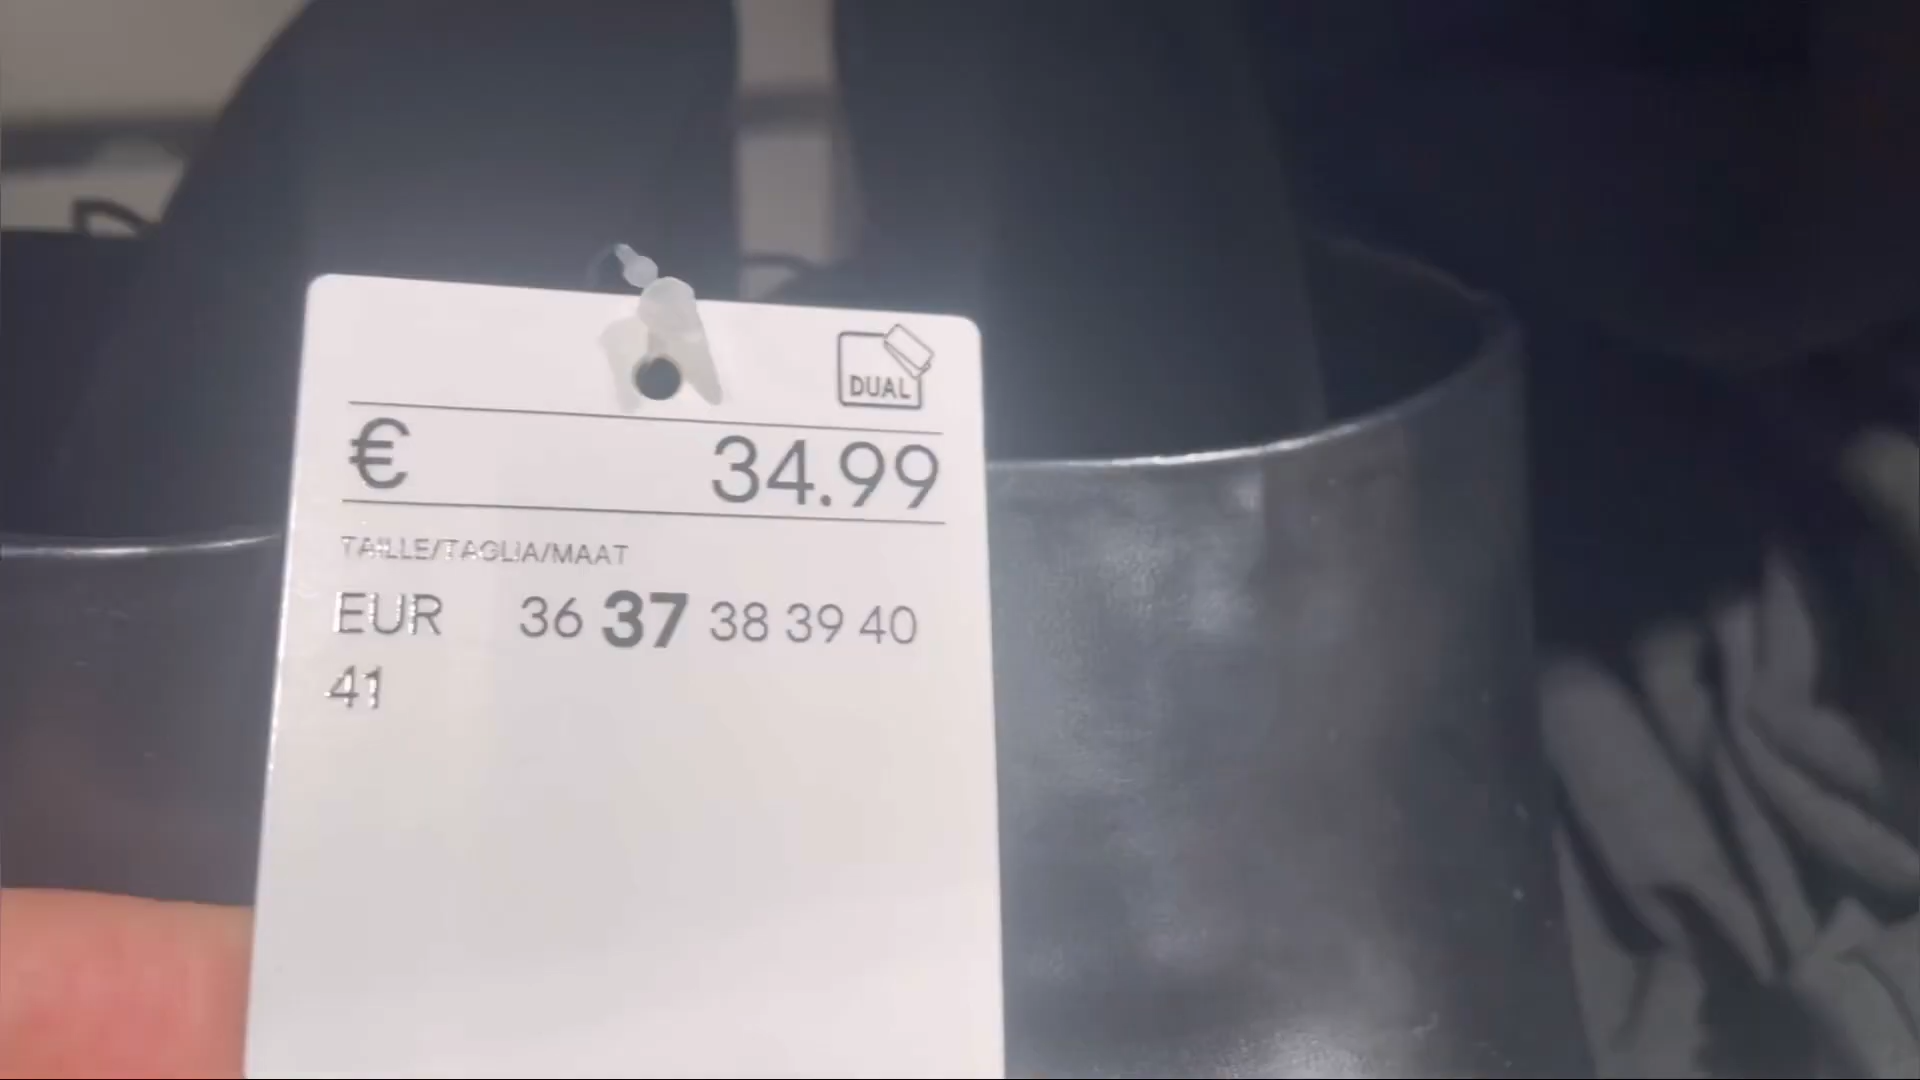 DUAL
€ 34.99
TAILLE/TAGLIA/MAAT
EUR 36 37 38 39 40
41